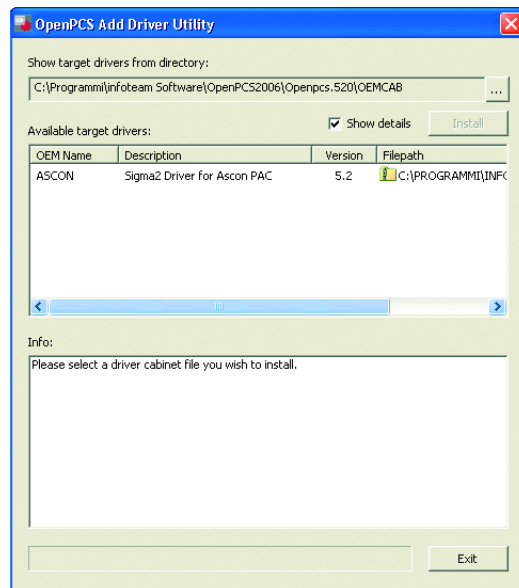 OpenPCS Add Driver Utility
Show target drivers from directory:
C:\Programmi\infoteam Software\OpenPCS2006\Openpcs.520\OEMCAB
...
Available target drivers:
Show details
Install
OEM Name Description Version Filepath
ASCON Sigma2 Driver for Ascon PAC 5.2 C:\PROGRAMMI\INFO
Info:
Please select a driver cabinet file you wish to install.
Exit